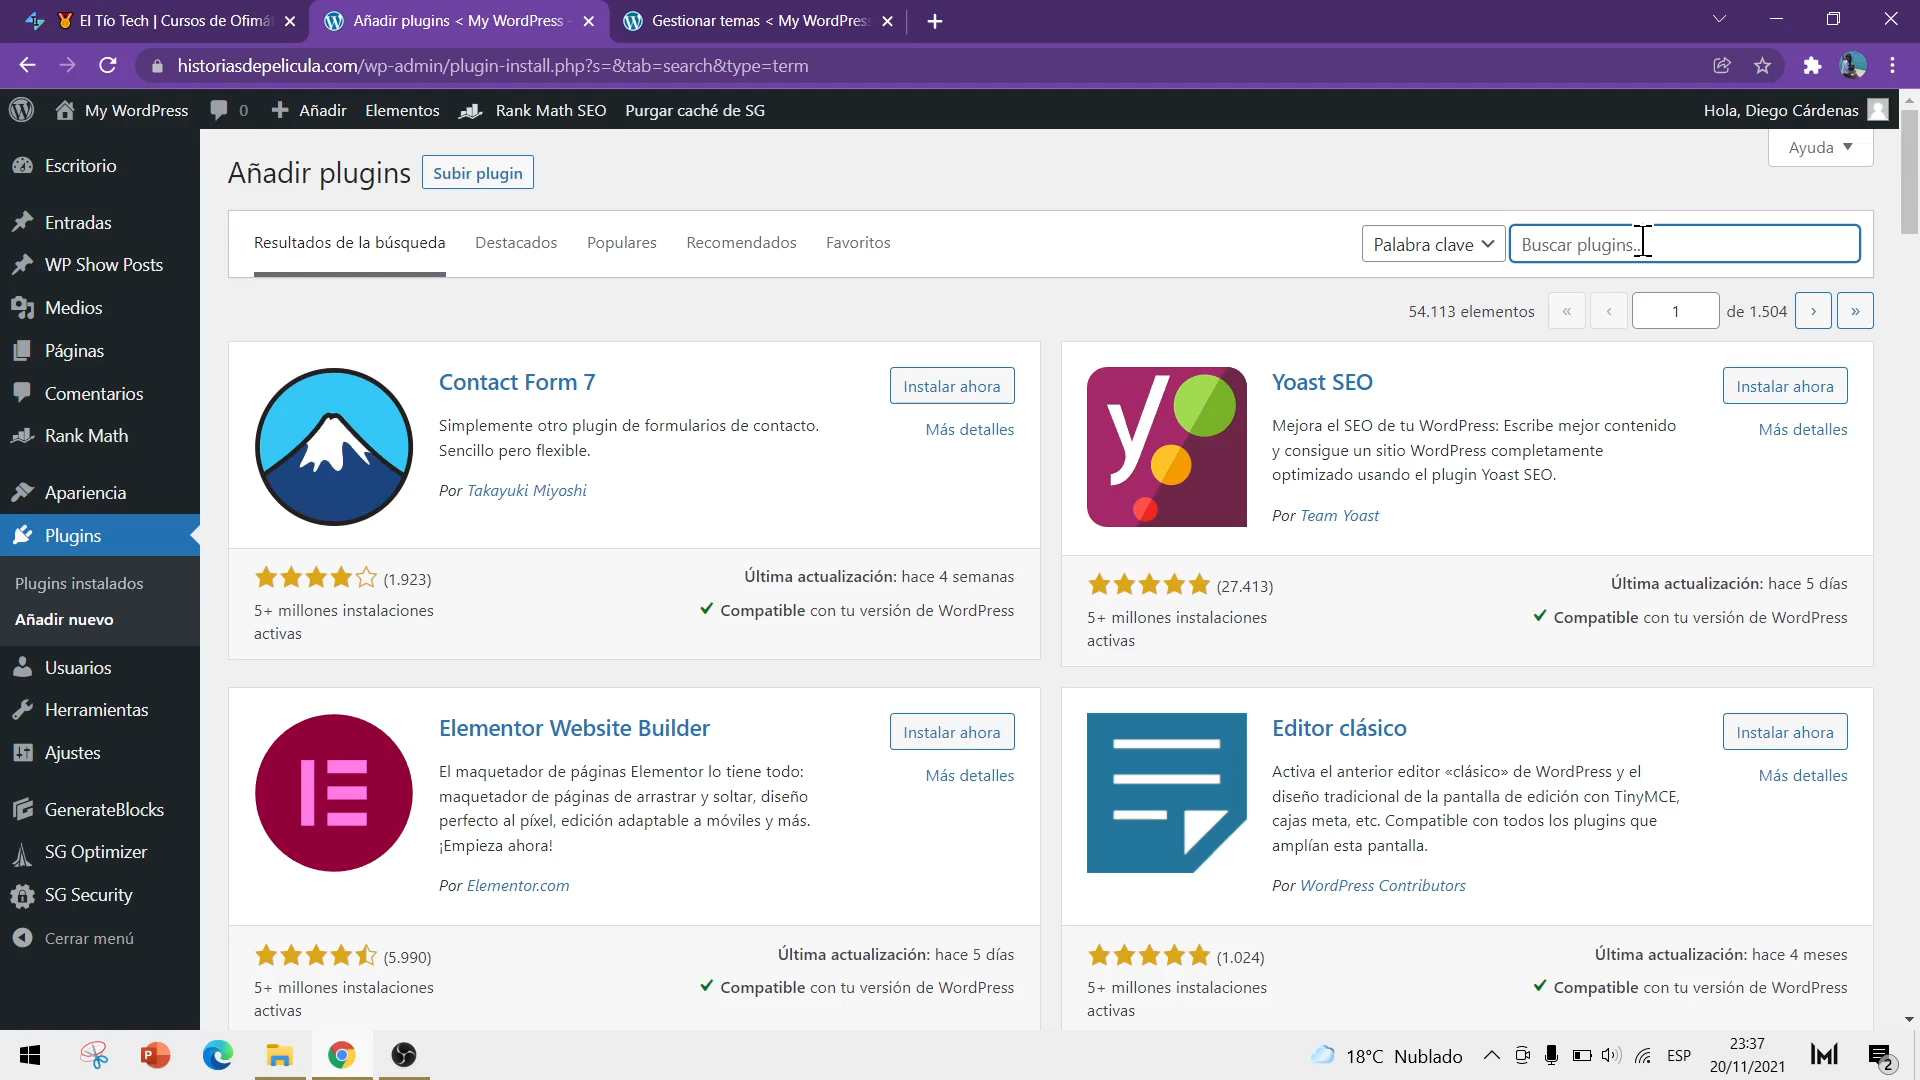 El Tío Tech | Cursos de Ofimá
Añadir plugins < My WordPress -
Gestionar temas < My WordPress
historiasdepelicula.com/wp-admin/plugin-install.php?s=&tab=search&type=term
My WordPress
0
Añadir
Elementos
Rank Math SEO
Purgar caché de SG
Hola, Diego Cárdenas
Escritorio
Entradas
WP Show Posts
Medios
Páginas
Comentarios
Rank Math
Apariencia
Plugins
Plugins instalados
Añadir nuevo
Usuarios
Herramientas
Ajustes
GenerateBlocks
SG Optimizer
SG Security
Cerrar menú
Ayuda
Añadir plugins
Subir plugin
Resultados de la búsqueda
Destacados
Populares
Recomendados
Favoritos
Palabra clave
Buscar plugins...
54.113 elementos
«
‹
1
de 1.504
›
»
Contact Form 7
Instalar ahora
Más detalles
Simplemente otro plugin de formularios de contacto.
Sencillo pero flexible.
Por Takayuki Miyoshi
(1.923)
5+ millones instalaciones
activas
Última actualización: hace 4 semanas
Compatible con tu versión de WordPress
y
Yoast SEO
Instalar ahora
Más detalles
Mejora el SEO de tu WordPress: Escribe mejor contenido
y consigue un sitio WordPress completamente
optimizado usando el plugin Yoast SEO.
Por Team Yoast
(27.413)
5+ millones instalaciones
activas
Última actualización: hace 5 días
Compatible con tu versión de WordPress
Elementor Website Builder
Instalar ahora
Más detalles
El maquetador de páginas Elementor lo tiene todo:
maquetador de páginas de arrastrar y soltar, diseño
perfecto al píxel, edición adaptable a móviles y más.
¡Empieza ahora!
Por Elementor.com
(5.990)
5+ millones instalaciones
activas
Última actualización: hace 5 días
Compatible con tu versión de WordPress
Editor clásico
Instalar ahora
Más detalles
Activa el anterior editor «clásico» de WordPress y el
diseño tradicional de la pantalla de edición con TinyMCE,
cajas meta, etc. Compatible con todos los plugins que
amplían esta pantalla.
Por WordPress Contributors
(1.024)
5+ millones instalaciones
activas
Última actualización: hace 4 meses
Compatible con tu versión de WordPress
18°C Nublado
ESP
23:37
20/11/2021
2